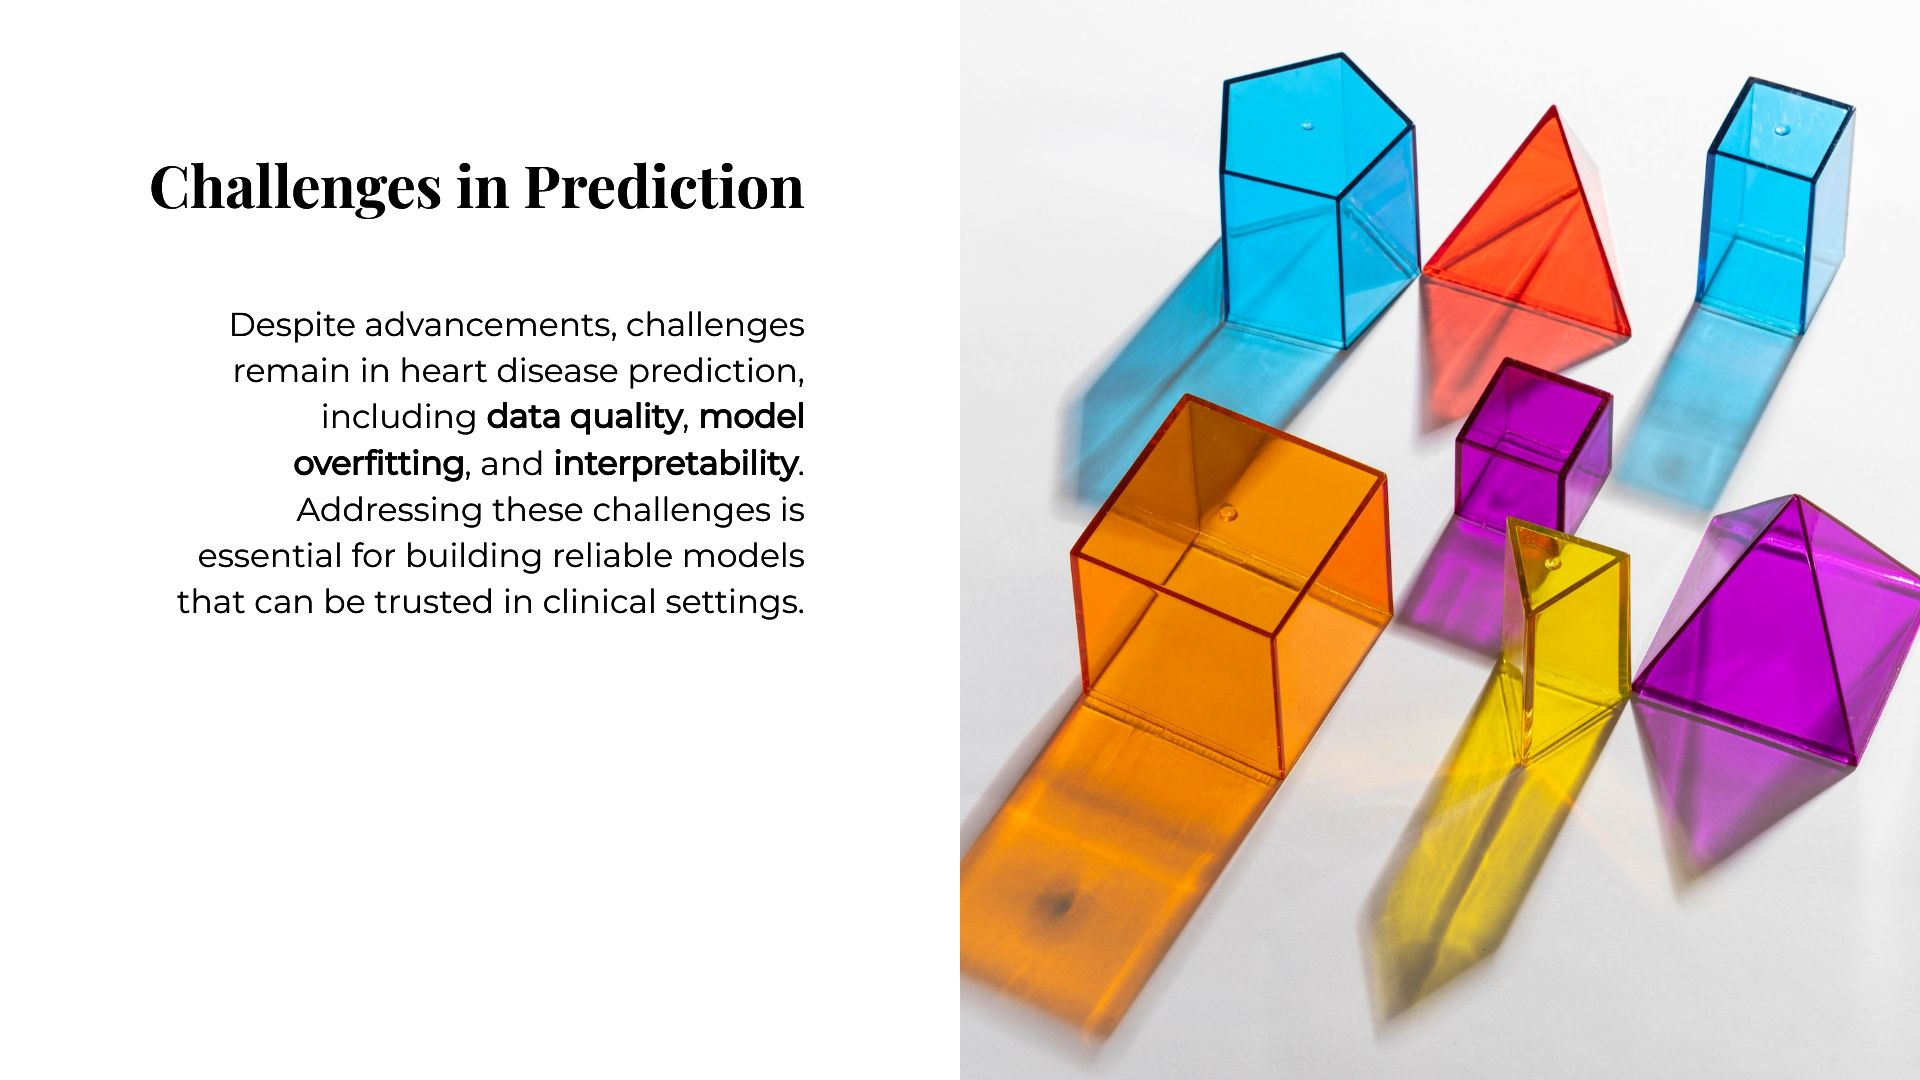 Challenges in Prediction
Despite advancements, challenges
remain in heart disease prediction,
including data quality, model
overfitting, and interpretability.
Addressing these challenges is
essential for building reliable models
that can be trusted in clinical settings.